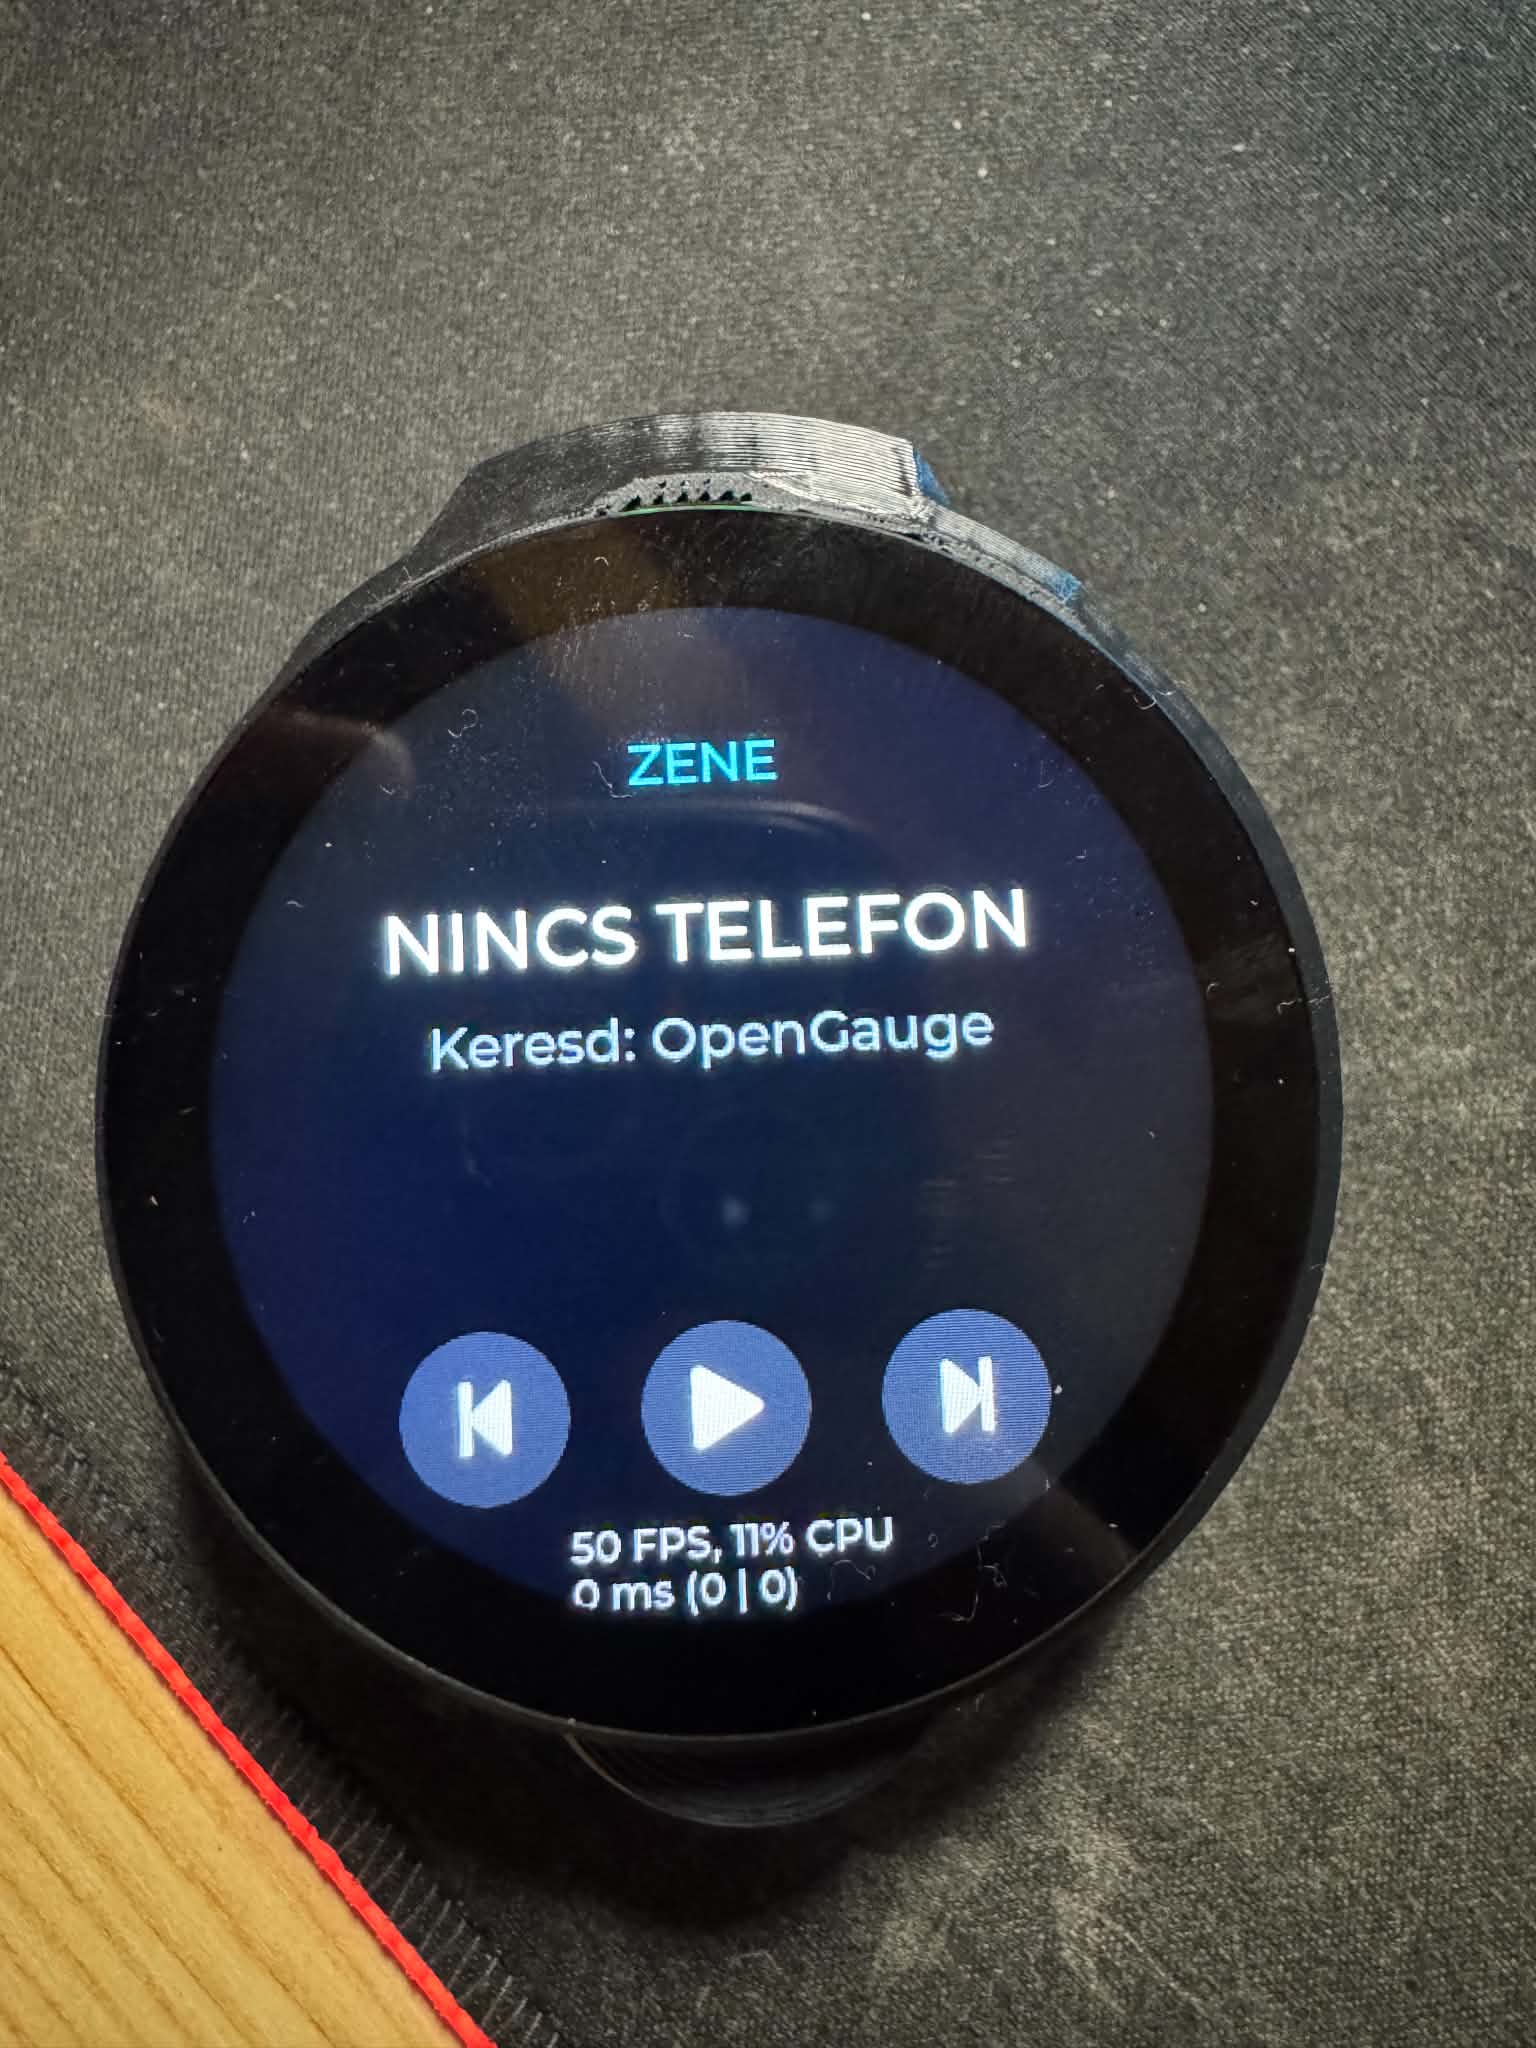 ZENE
NINCS TELEFON
Keresd: OpenGauge
50 FPS, 11% CPU
0 ms (0 | 0)